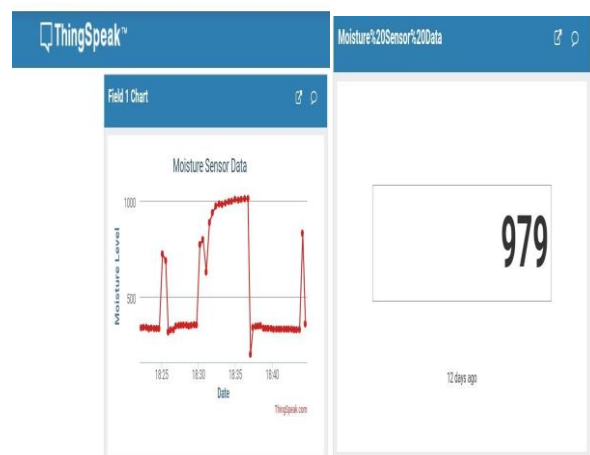 ThingSpeak™
Field 1 Chart
Moisture Sensor Data
1000
500
Moisture Level
18:25 18:30 18:35 18:40
Date
ThingSpeak.com
Moisture%20Sensor%20Data
979
12 days ago